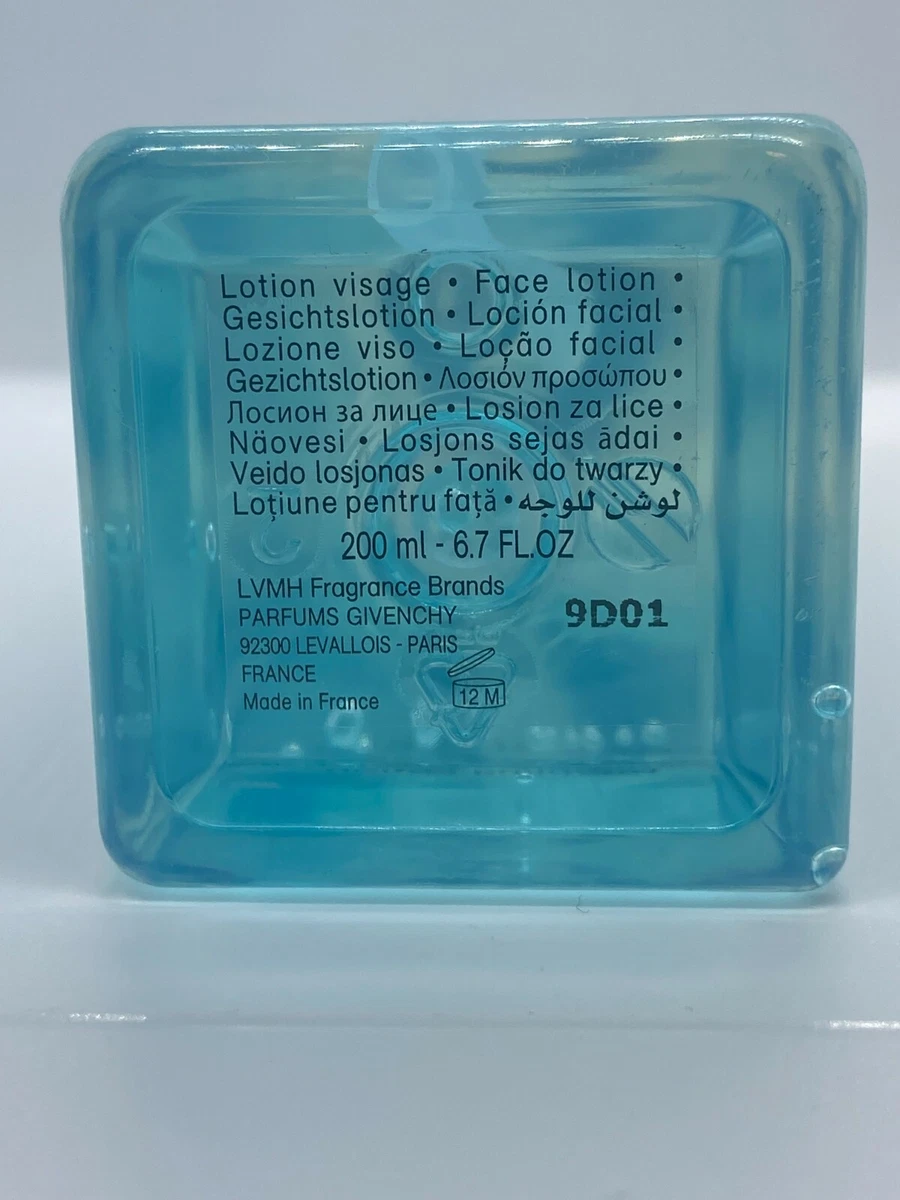 Lotion visage • Face lotion •
Gesichtslotion • Loción facial •
Lozione viso • Loção facial •
Gezichtslotion • Λοσιόν προσώπου •
Лосион за лице • Losion za lice •
Näovesi • Losjons sejas ādai •
Veido losjonas • Tonik do twarzy •
Loțiune pentru față • لوشن للوجه
200 ml - 6.7 FL.OZ
LVMH Fragrance Brands
PARFUMS GIVENCHY
9D01
92300 LEVALLOIS - PARIS
FRANCE
12 M
Made in France